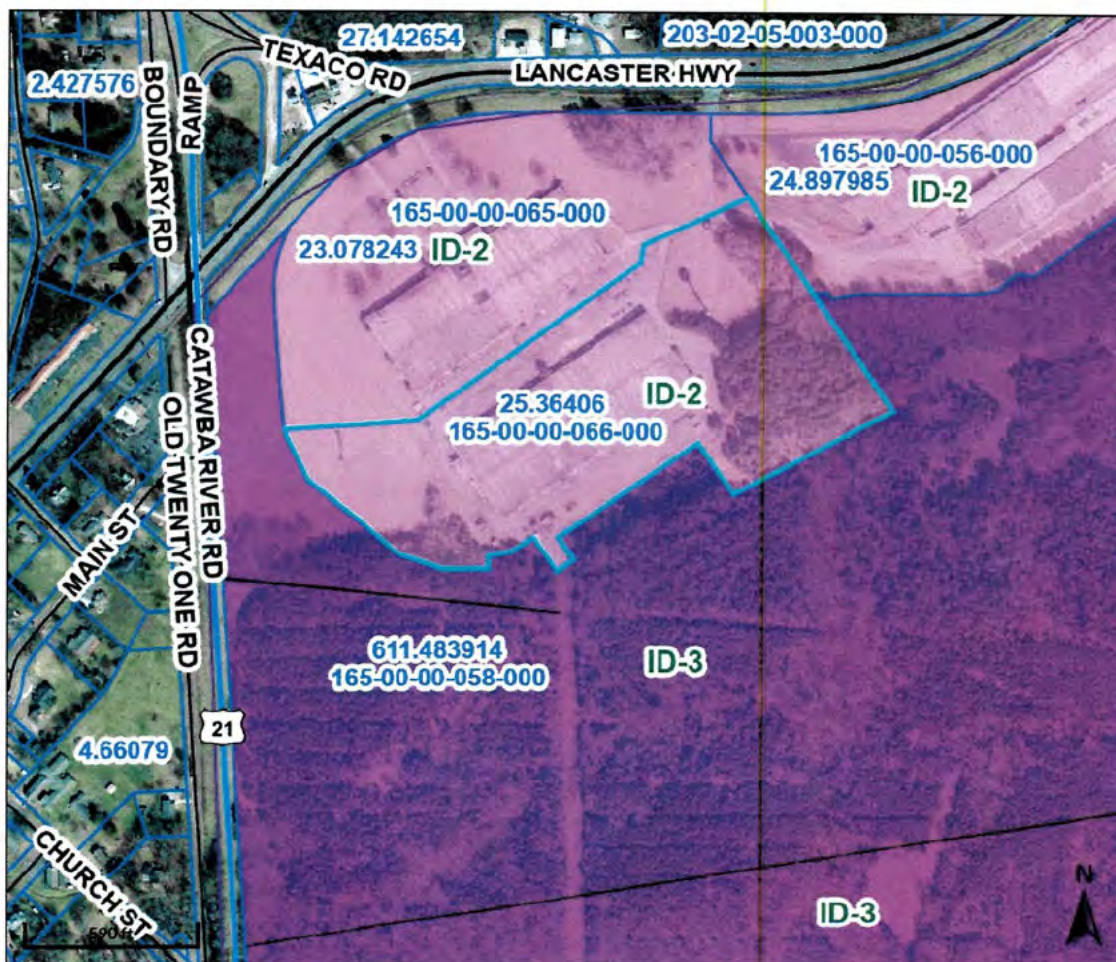 27.142654
203-02-05-003-000
TEXACO RD
LANCASTER HWY
2.427576
BOUNDARY RD
RAMP
165-00-00-056-000
24.897985
ID-2
165-00-00-065-000
23.078243
ID-2
CATAWBA RIVER RD
OLD TWENTY ONE RD
25.36406
165-00-00-066-000
ID-2
MAIN ST
611.483914
165-00-00-058-000
ID-3
21
4.66079
CHURCH ST
590 ft
ID-3
N